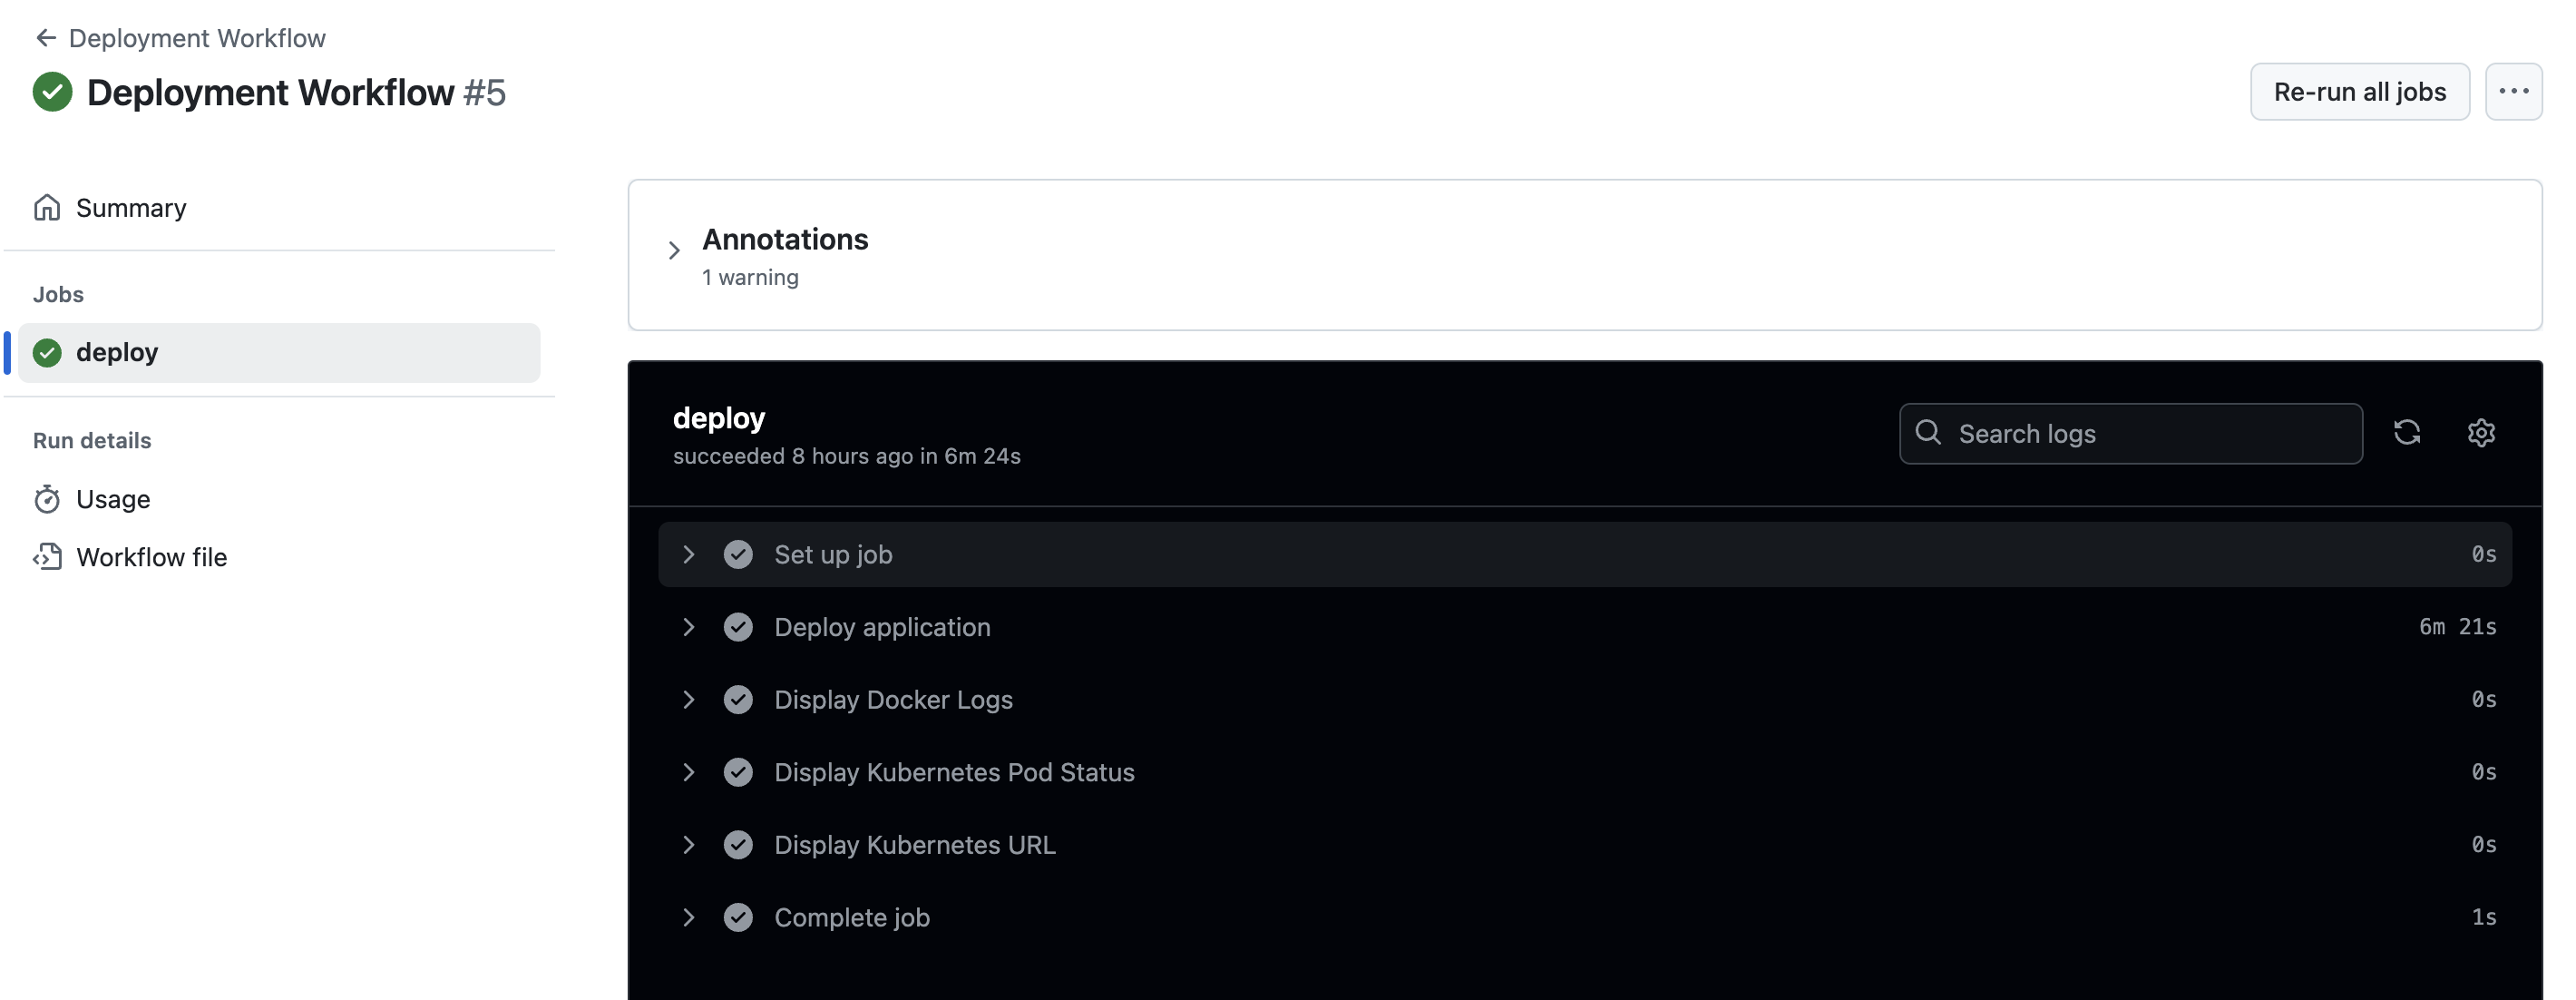 Deployment Workflow
Deployment Workflow #5
Re-run all jobs
Summary
Jobs
deploy
Run details
Usage
Workflow file
Annotations
1 warning
deploy
succeeded 8 hours ago in 6m 24s
Search logs
Set up job 0s
Deploy application 6m 21s
Display Docker Logs 0s
Display Kubernetes Pod Status 0s
Display Kubernetes URL 0s
Complete job 1s